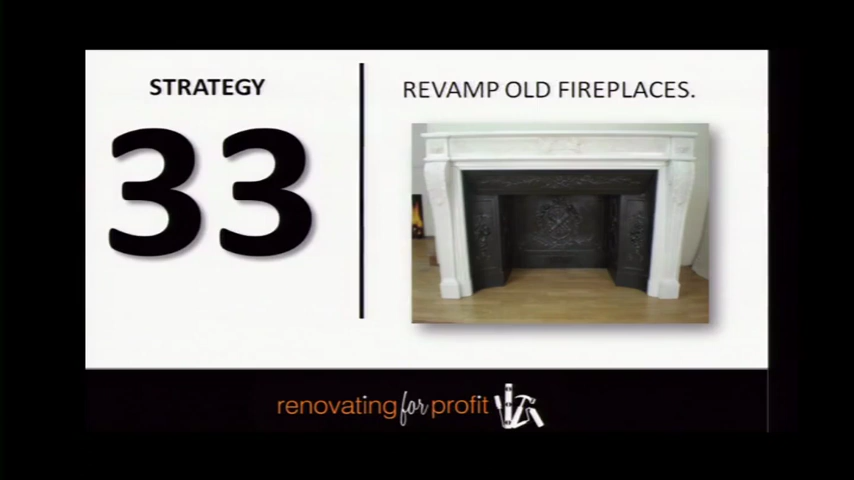 STRATEGY
33
REVAMP OLD FIREPLACES.
renovating for profit